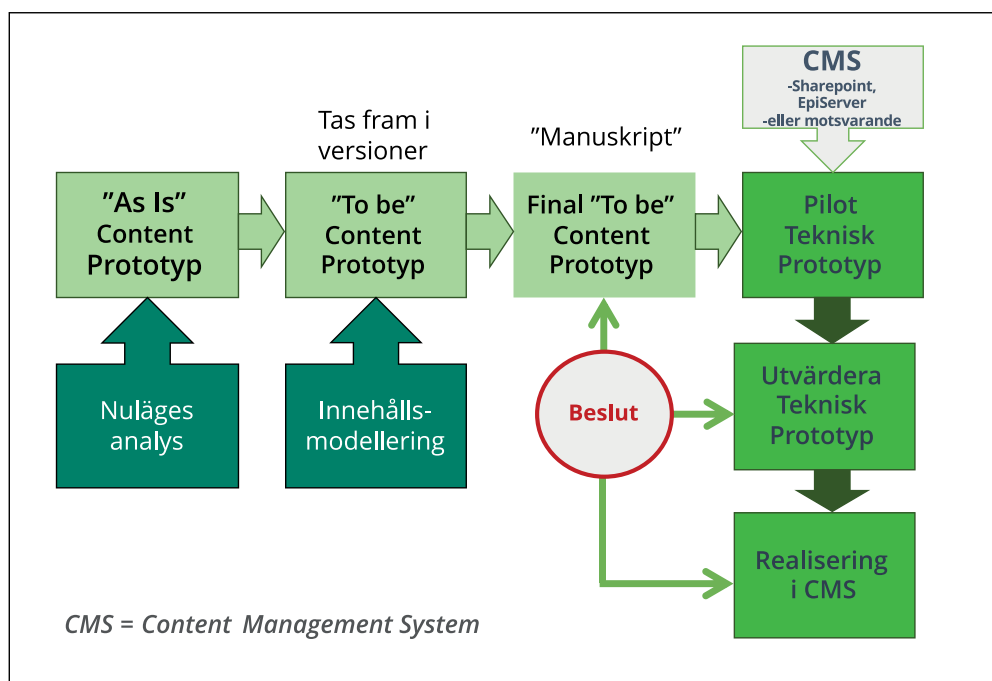 CMS
-Sharepoint,
EpiServer
-eller motsvarande
Tas fram i
versioner
”Manuskript”
”As Is”
Content
Prototyp
”To be”
Content
Prototyp
Final ”To be”
Content
Prototyp
Pilot
Teknisk
Prototyp
Nuläges
analys
Innehålls-
modellering
Beslut
Utvärdera
Teknisk
Prototyp
Realisering
i CMS
CMS = Content Management System